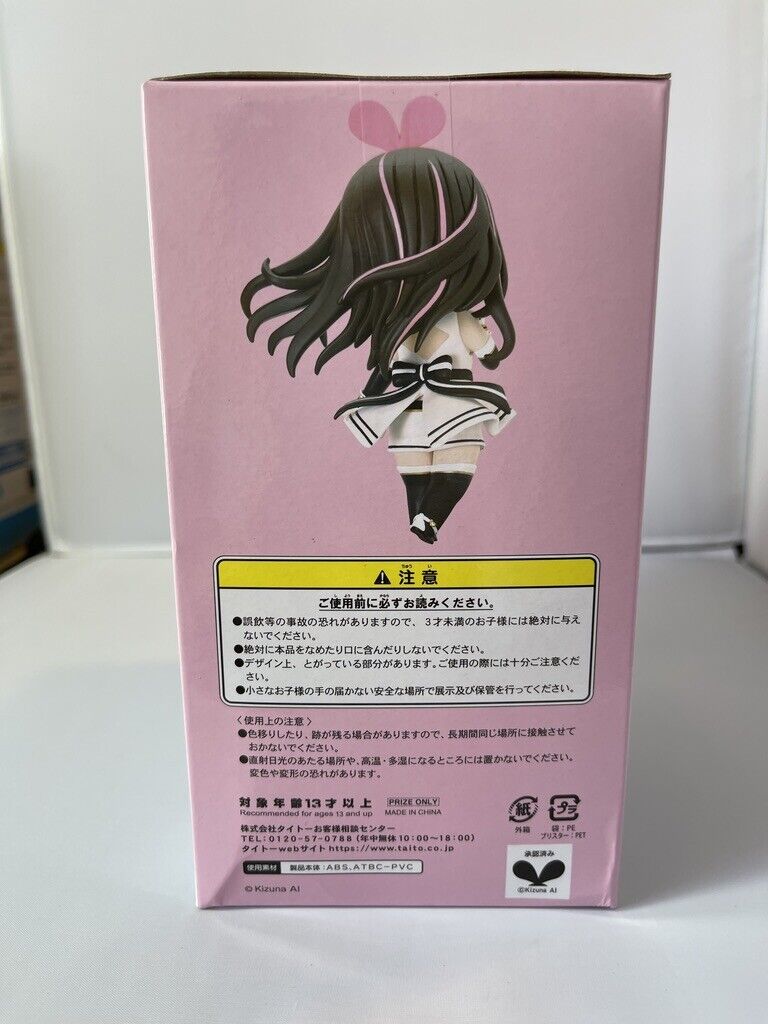 ちゅう い
注意
ご使用前に必ずお読みください。
●誤飲等の事故の恐れがありますので、3才未満のお子様には絶対に与え
ないでください。
●絶対に本品をなめたり口に含んだりしないでください。
●デザイン上、とがっている部分があります。ご使用の際には十分ご注意くだ
さい。
●小さなお子様の手の届かない安全な場所で展示及び保管を行ってください。
〈使用上の注意〉
●色移りしたり、跡が残る場合がありますので、長期間同じ場所に接触させて
おかないでください。
●直射日光のあたる場所や、高温・多湿になるところには置かないでください。
変色や変形の恐れがあります。
対象年齢13才以上 PRIZE ONLY
Recommended for ages 13 and up MADE IN CHINA
株式会社タイトーお客様相談センター
TEL:0120-57-0788(年中無休10:00~18:00)
タイトーwebサイトhttps://www.taito.co.jp
使用素材 製品本体:ABS、ATBC-PVC
©Kizuna AI
紙
外箱
プラ
袋:PE
ブリスター:PET
承認済み
©Kizuna AI